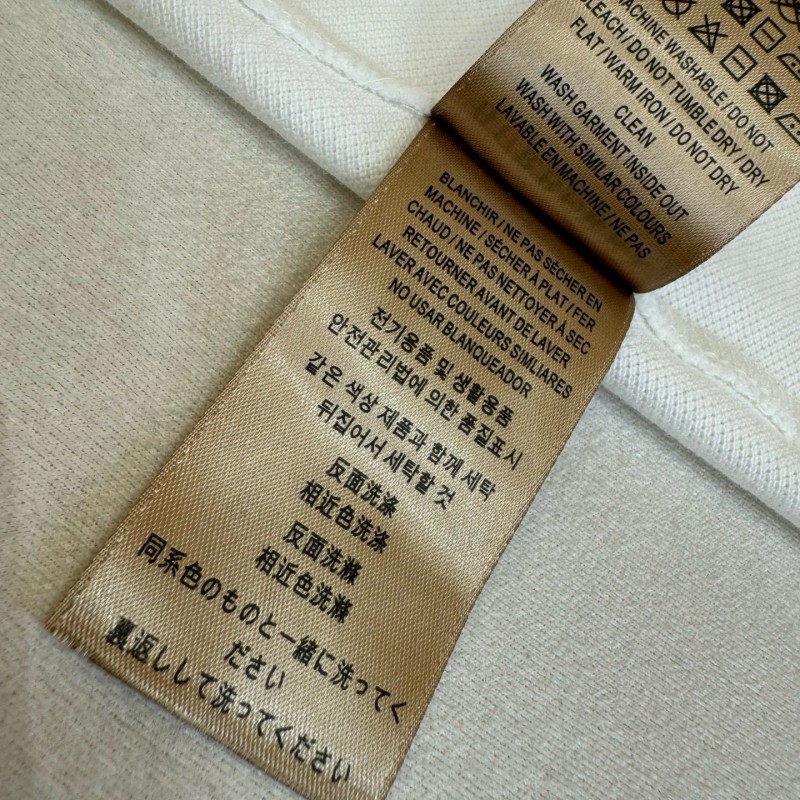 MACHINE WASHABLE / DO NOT
BLEACH / DO NOT TUMBLE DRY / DRY
FLAT / WARM IRON / DO NOT DRY
CLEAN
WASH GARMENT INSIDE OUT
WASH WITH SIMILAR COLOURS
LAVABLE EN MACHINE / NE PAS
BLANCHIR / NE PAS SÉCHER EN
MACHINE / SÉCHER À PLAT / FER
CHAUD / NE PAS NETTOYER À SEC
RETOURNER AVANT DE LAVER
LAVER AVEC COULEURS SIMLIARES
NO USAR BLANQUEADOR
전기용품 및 생활용품
안전관리법에 의한 품질표시
같은 색상 제품과 함께 세탁
뒤집어서 세탁할 것
反面洗涤
相近色洗涤
反面洗滌
相近色洗滌
同系色のものと一緒に洗ってく
ださい
裏返しして洗ってください